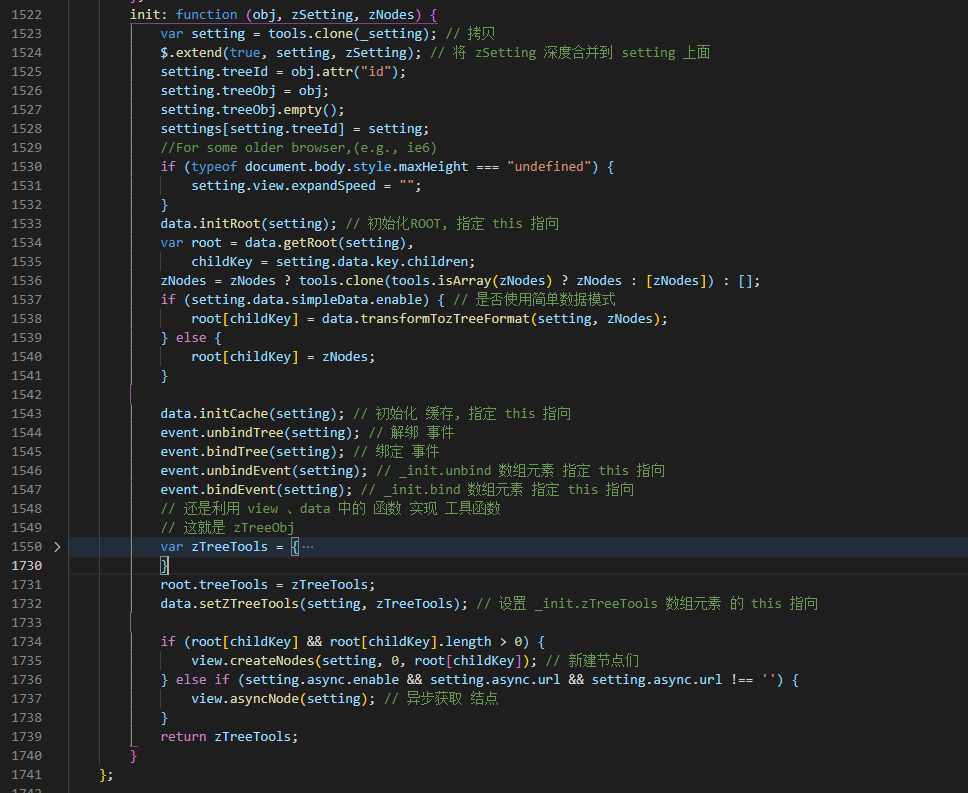 1522 init: function (obj, zSetting, zNodes) {
1523 var setting = tools.clone(_setting); // 拷贝
1524 $.extend(true, setting, zSetting); // 将 zSetting 深度合并到 setting 上面
1525 setting.treeId = obj.attr("id");
1526 setting.treeObj = obj;
1527 setting.treeObj.empty();
1528 settings[setting.treeId] = setting;
1529 //For some older browser,(e.g., ie6)
1530 if (typeof document.body.style.maxHeight === "undefined") {
1531 setting.view.expandSpeed = "";
1532 }
1533 data.initRoot(setting); // 初始化ROOT, 指定 this 指向
1534 var root = data.getRoot(setting),
1535 childKey = setting.data.key.children;
1536 zNodes = zNodes ? tools.clone(tools.isArray(zNodes) ? zNodes : [zNodes]) : [];
1537 if (setting.data.simpleData.enable) { // 是否使用简单数据模式
1538 root[childKey] = data.transformTozTreeFormat(setting, zNodes);
1539 } else {
1540 root[childKey] = zNodes;
1541 }
1542
1543 data.initCache(setting); // 初始化 缓存, 指定 this 指向
1544 event.unbindTree(setting); // 解绑 事件
1545 event.bindTree(setting); // 绑定 事件
1546 event.unbindEvent(setting); // _init.unbind 数组元素 指定 this 指向
1547 event.bindEvent(setting); // _init.bind 数组元素 指定 this 指向
1548 // 还是利用 view 、data 中的 函数 实现 工具函数
1549 // 这就是 zTreeObj
1550 var zTreeTools = {···
1730 }
1731 root.treeTools = zTreeTools;
1732 data.setZTreeTools(setting, zTreeTools); // 设置 _init.zTreeTools 数组元素 的 this 指向
1733
1734 if (root[childKey] && root[childKey].length > 0) {
1735 view.createNodes(setting, 0, root[childKey]); // 新建节点们
1736 } else if (setting.async.enable && setting.async.url && setting.async.url !== '') {
1737 view.asyncNode(setting); // 异步获取 结点
1738 }
1739 return zTreeTools;
1740 }
1741 };